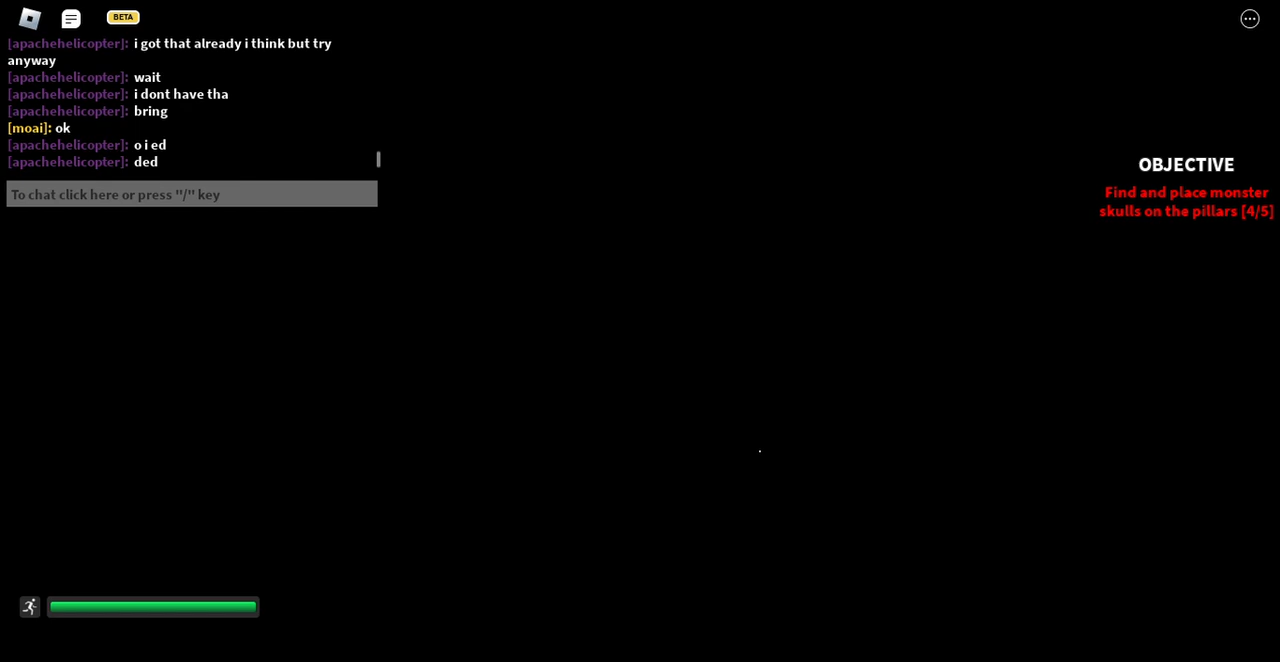 BETA
[apachehelicopter]: i got that already i think but try
anyway
[apachehelicopter]: wait
[apachehelicopter]: i dont have tha
[apachehelicopter]: bring
[moai]: ok
[apachehelicopter]: o i ed
[apachehelicopter]: ded
To chat click here or press "/" key
OBJECTIVE
Find and place monster
skulls on the pillars [4/5]